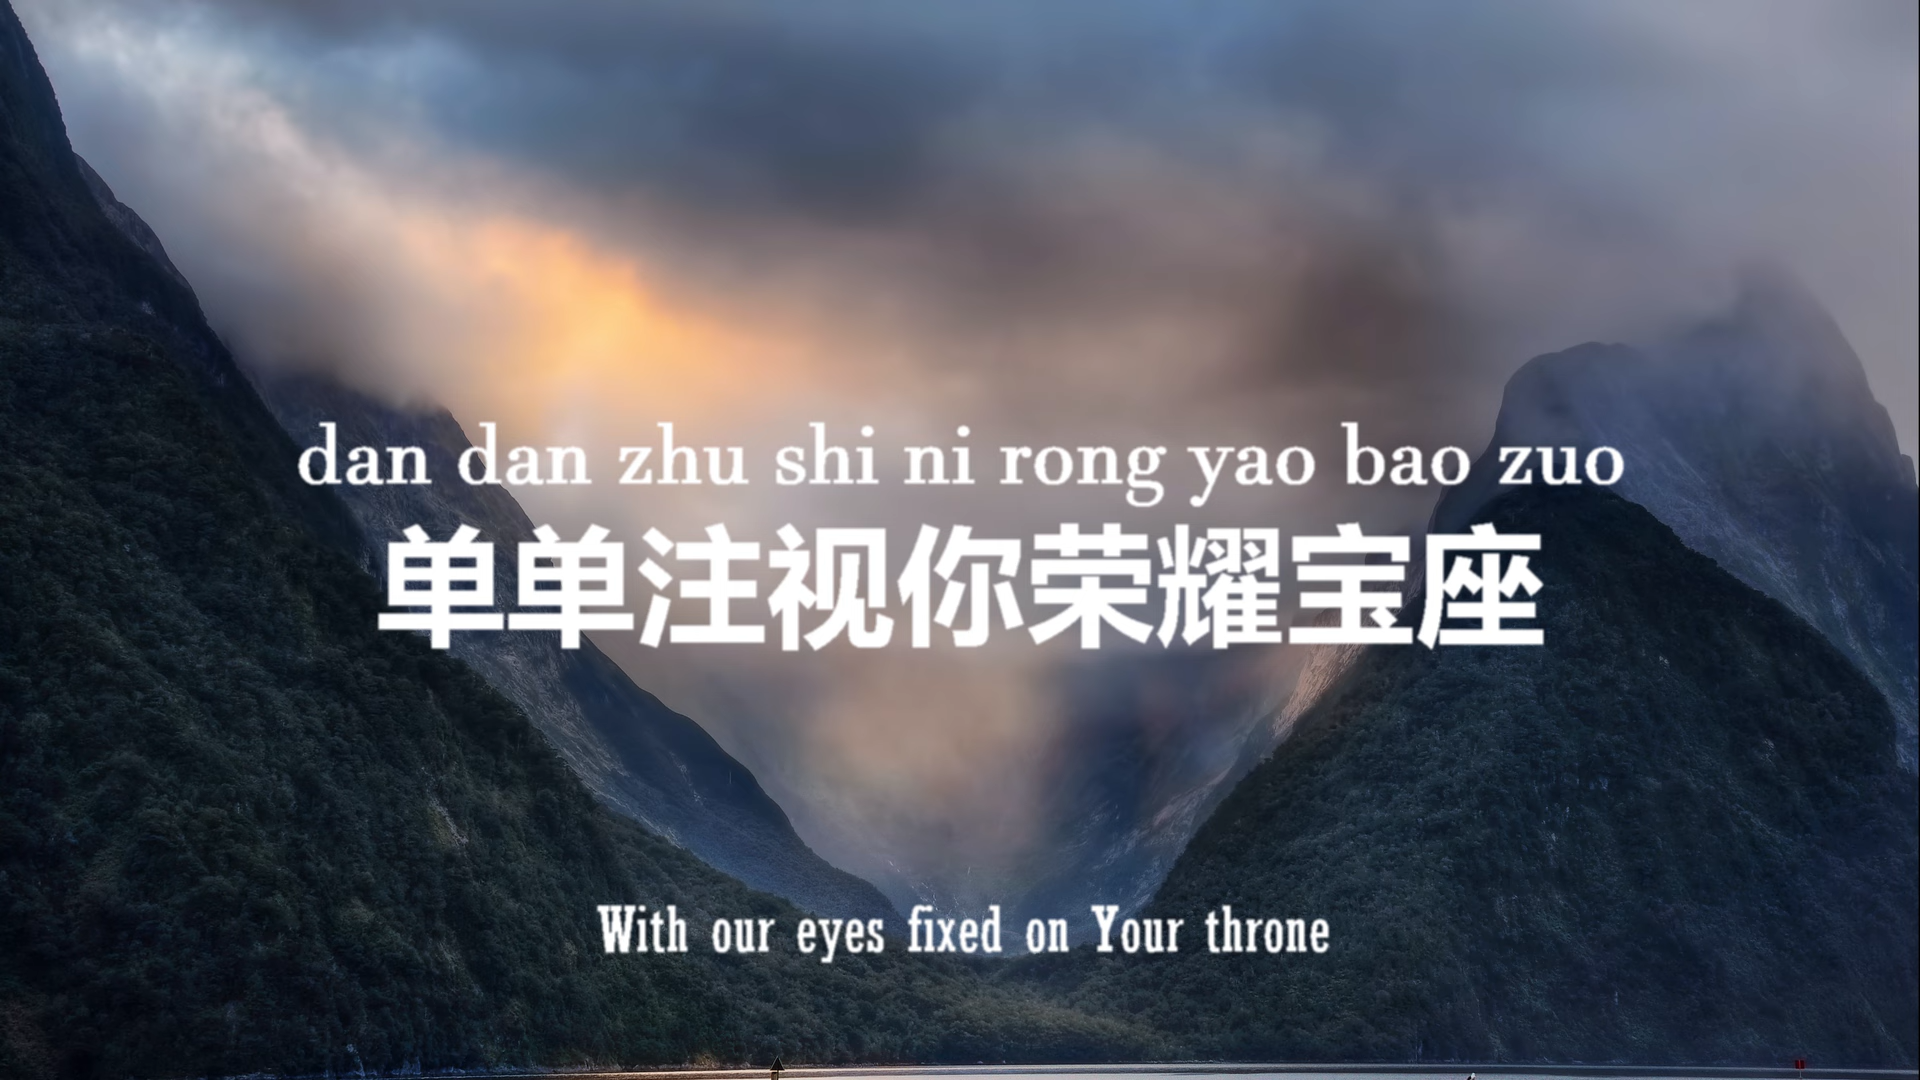 dan dan zhu shi ni rong yao bao zuo
单单注视你荣耀宝座
With our eyes fixed on Your throne